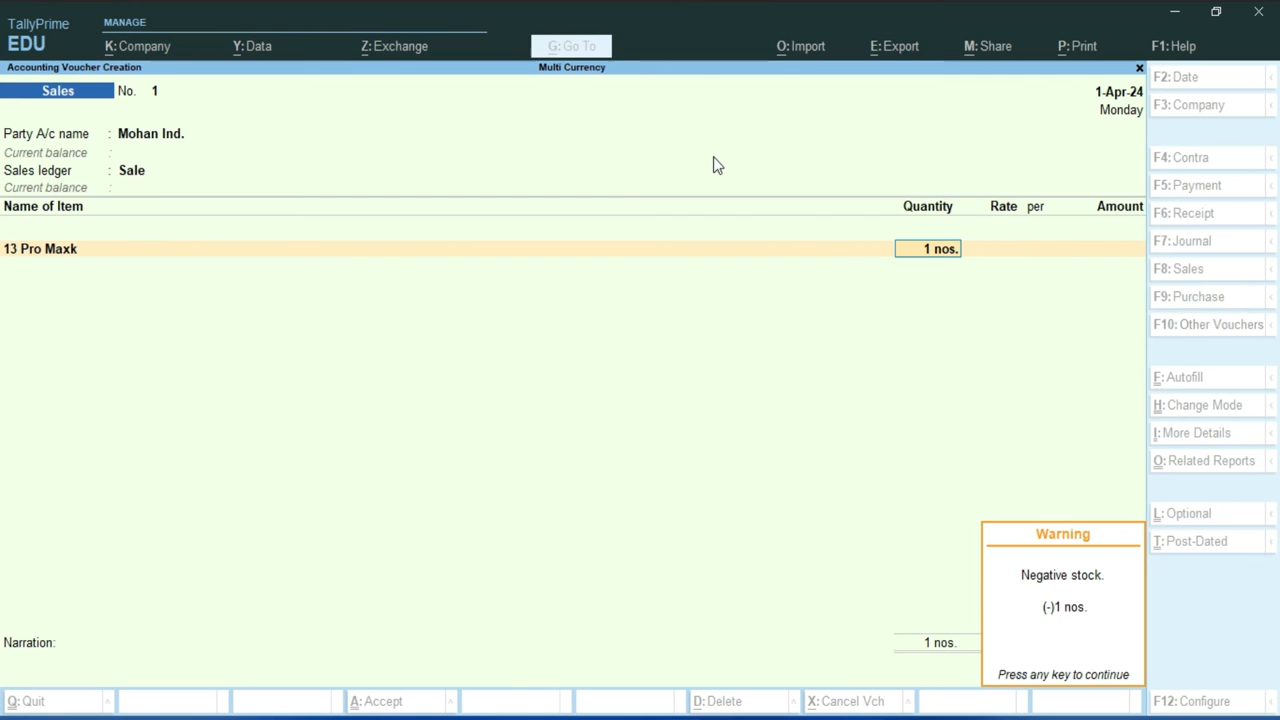 TallyPrime
EDU
MANAGE
K: Company
Y: Data
Z: Exchange
G: Go To
O: Import
E: Export
M: Share
P: Print
F1: Help
Accounting Voucher Creation
Multi Currency
x
Sales
No. 1
1-Apr-24
Monday
Party A/c name : Mohan Ind.
Current balance :
Sales ledger : Sale
Current balance :
Name of Item
Quantity
Rate per
Amount
13 Pro Maxk
1 nos.
Narration:
1 nos.
Warning
Negative stock.
(-)1 nos.
Press any key to continue
F2: Date
F3: Company
F4: Contra
F5: Payment
F6: Receipt
F7: Journal
F8: Sales
F9: Purchase
F10: Other Vouchers
F: Autofill
H: Change Mode
I: More Details
O: Related Reports
L: Optional
T: Post-Dated
Q: Quit
A: Accept
D: Delete
X: Cancel Vch
F12: Configure